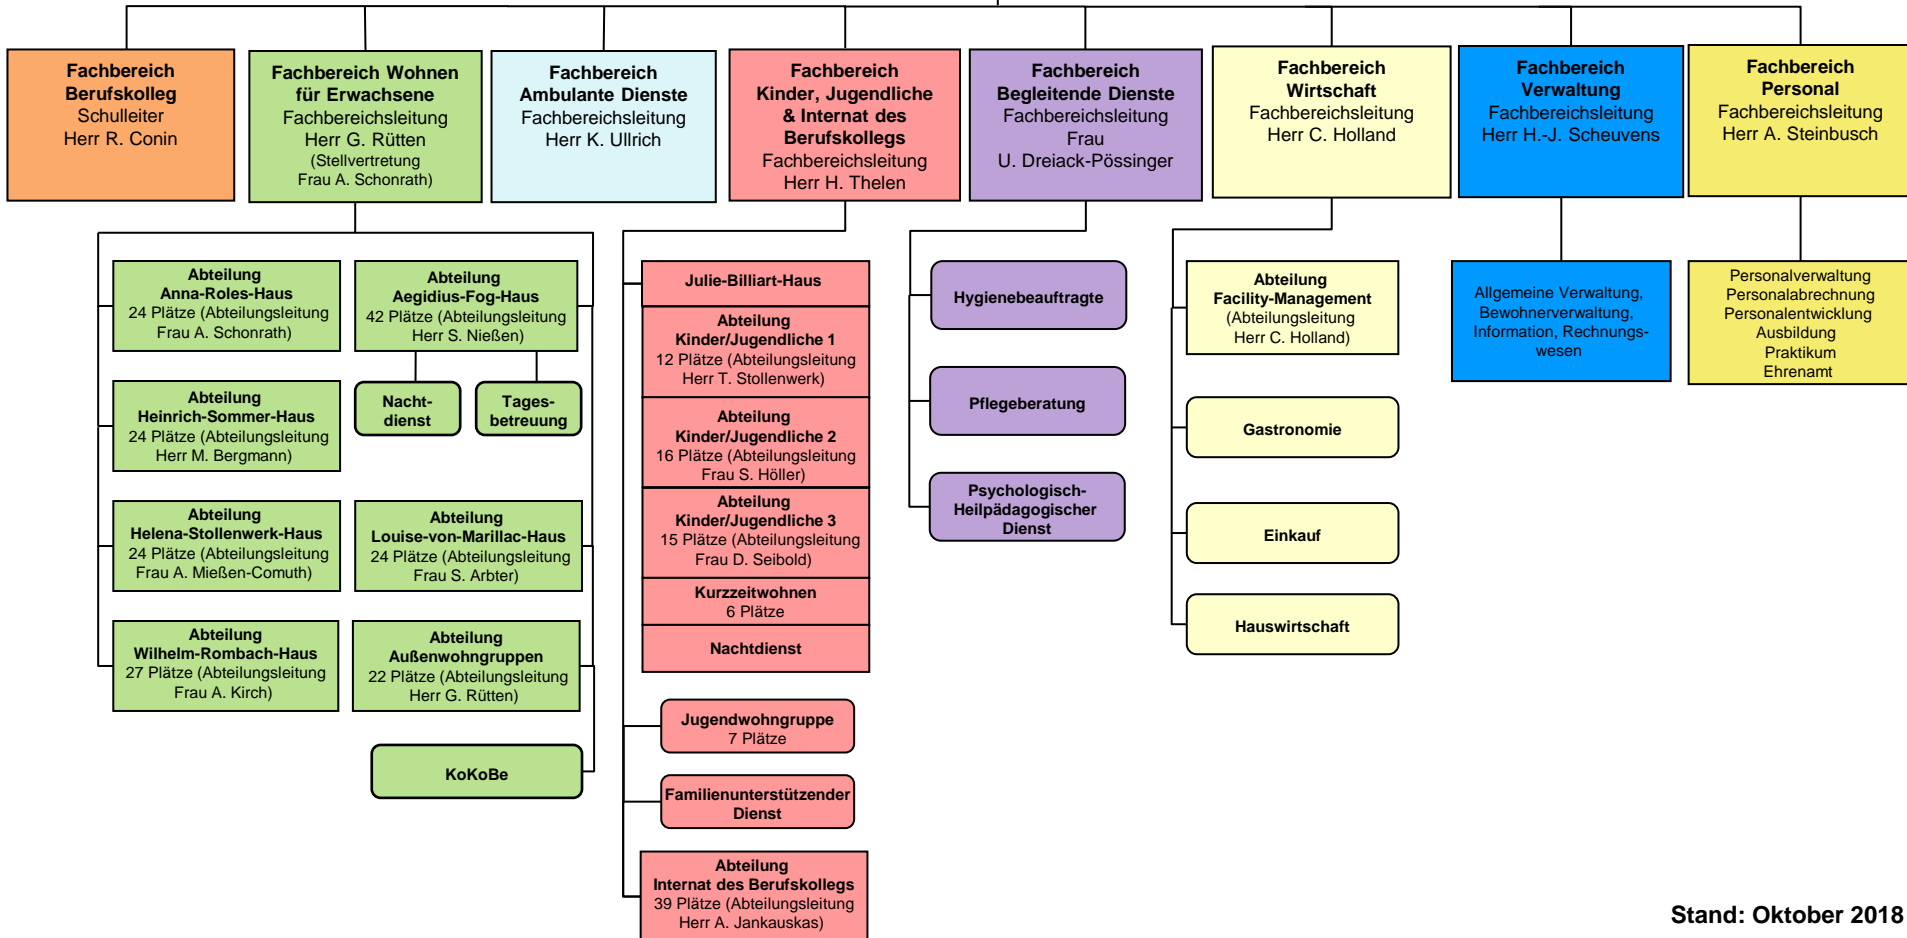 Fachbereich
Berufskolleg
Schulleiter
Herr R. Conin
Fachbereich Wohnen
für Erwachsene
Fachbereichsleitung
Herr G. Rütten
(Stellvertretung
Frau A. Schonrath)
Fachbereich
Ambulante Dienste
Fachbereichsleitung
Herr K. Ullrich
Fachbereich
Kinder, Jugendliche
& Internat des
Berufskollegs
Fachbereichsleitung
Herr H. Thelen
Fachbereich
Begleitende Dienste
Fachbereichsleitung
Frau
U. Dreiack-Pössinger
Fachbereich
Wirtschaft
Fachbereichsleitung
Herr C. Holland
Fachbereich
Verwaltung
Fachbereichsleitung
Herr H.-J. Scheuvens
Fachbereich
Personal
Fachbereichsleitung
Herr A. Steinbusch
Abteilung
Anna-Roles-Haus
24 Plätze (Abteilungsleitung
Frau A. Schonrath)
Abteilung
Heinrich-Sommer-Haus
24 Plätze (Abteilungsleitung
Herr M. Bergmann)
Abteilung
Helena-Stollenwerk-Haus
24 Plätze (Abteilungsleitung
Frau A. Mießen-Comuth)
Abteilung
Wilhelm-Rombach-Haus
27 Plätze (Abteilungsleitung
Frau A. Kirch)
Abteilung
Aegidius-Fog-Haus
42 Plätze (Abteilungsleitung
Herr S. Nießen)
Nacht-
dienst
Tages-
betreuung
Abteilung
Louise-von-Marillac-Haus
24 Plätze (Abteilungsleitung
Frau S. Arbter)
Abteilung
Außenwohngruppen
22 Plätze (Abteilungsleitung
Herr G. Rütten)
KoKoBe
Julie-Billiart-Haus
Abteilung
Kinder/Jugendliche 1
12 Plätze (Abteilungsleitung
Herr T. Stollenwerk)
Abteilung
Kinder/Jugendliche 2
16 Plätze (Abteilungsleitung
Frau S. Höller)
Abteilung
Kinder/Jugendliche 3
15 Plätze (Abteilungsleitung
Frau D. Seibold)
Kurzzeitwohnen
6 Plätze
Nachtdienst
Jugendwohngruppe
7 Plätze
Familienunterstützender
Dienst
Abteilung
Internat des Berufskollegs
39 Plätze (Abteilungsleitung
Herr A. Jankauskas)
Hygienebeauftragte
Pflegeberatung
Psychologisch-
Heilpädagogischer
Dienst
Abteilung
Facility-Management
(Abteilungsleitung
Herr C. Holland)
Gastronomie
Einkauf
Hauswirtschaft
Allgemeine Verwaltung,
Bewohnerverwaltung,
Information, Rechnungs-
wesen
Personalverwaltung
Personalabrechnung
Personalentwicklung
Ausbildung
Praktikum
Ehrenamt
Stand: Oktober 2018